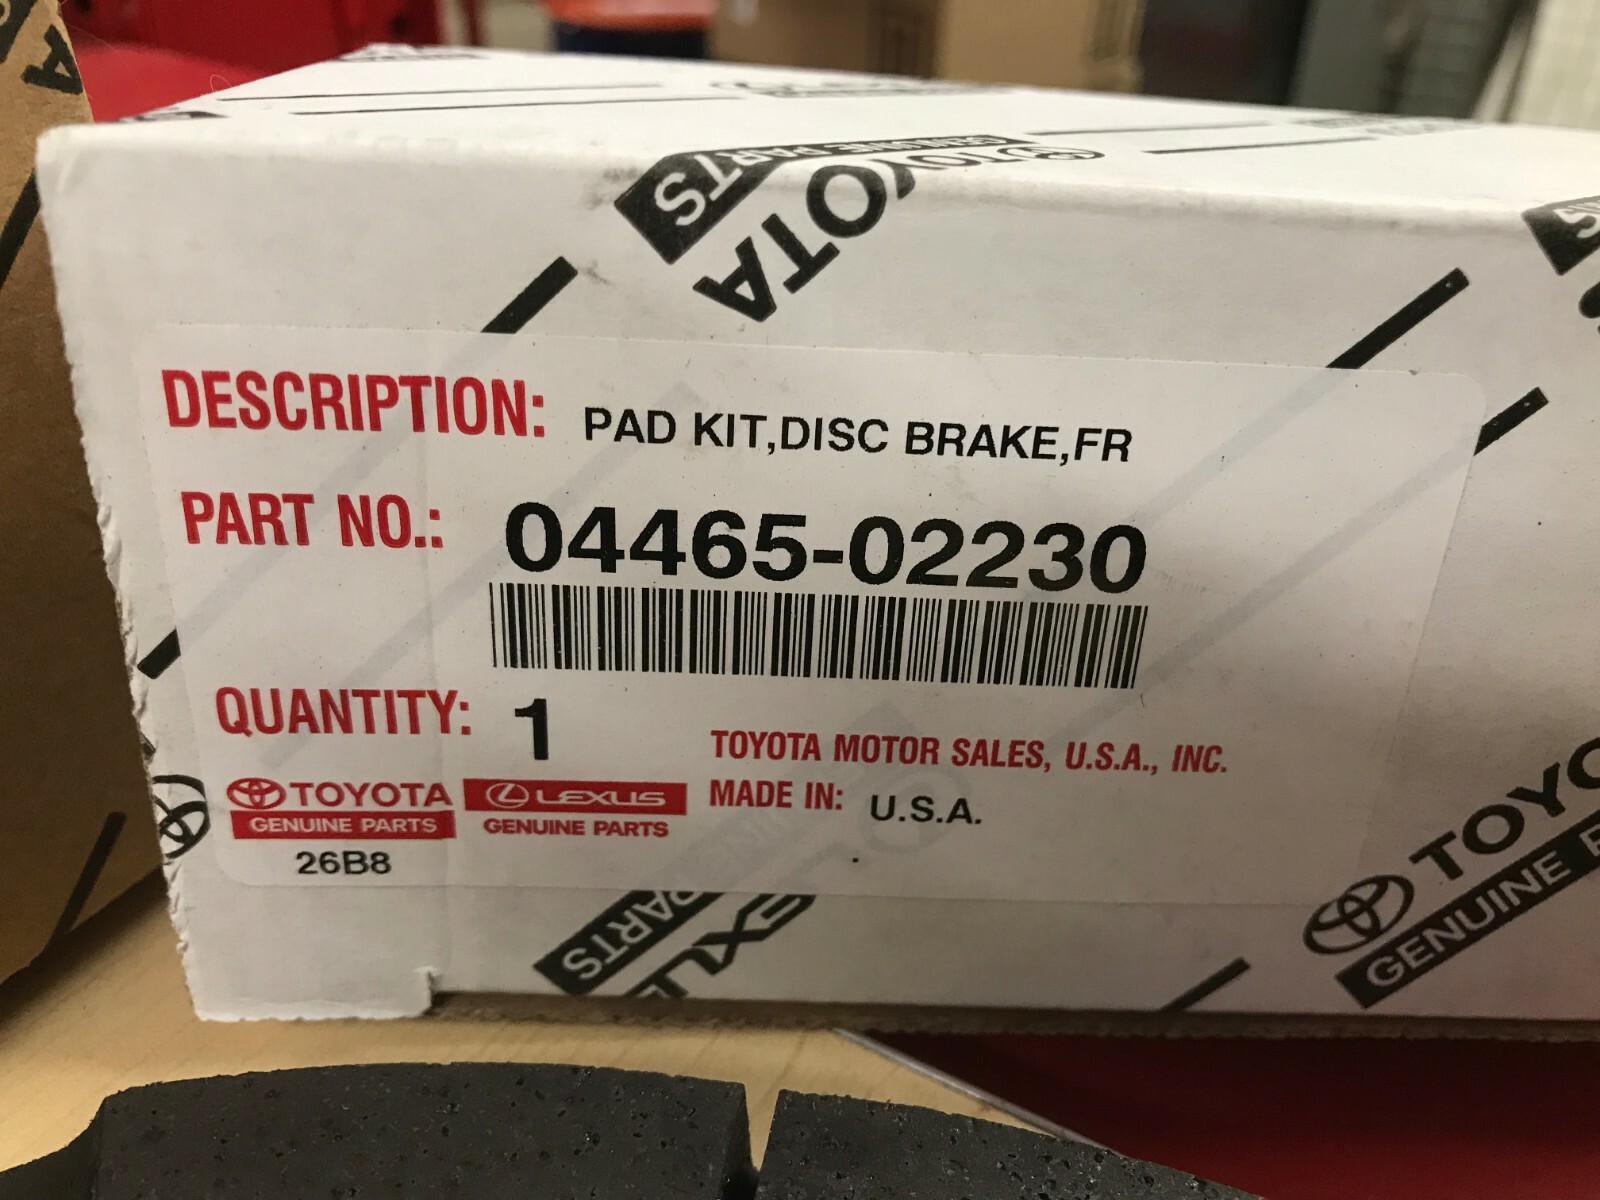 TOYOTA
GENUINE PARTS
TOYOTA
DESCRIPTION: PAD KIT,DISC BRAKE,FR
PART NO.: 04465-02230
QUANTITY: 1
TOYOTA MOTOR SALES, U.S.A., INC.
MADE IN: U.S.A.
TOYOTA
GENUINE PARTS
LEXUS
GENUINE PARTS
26B8
PARTS
GENUINE